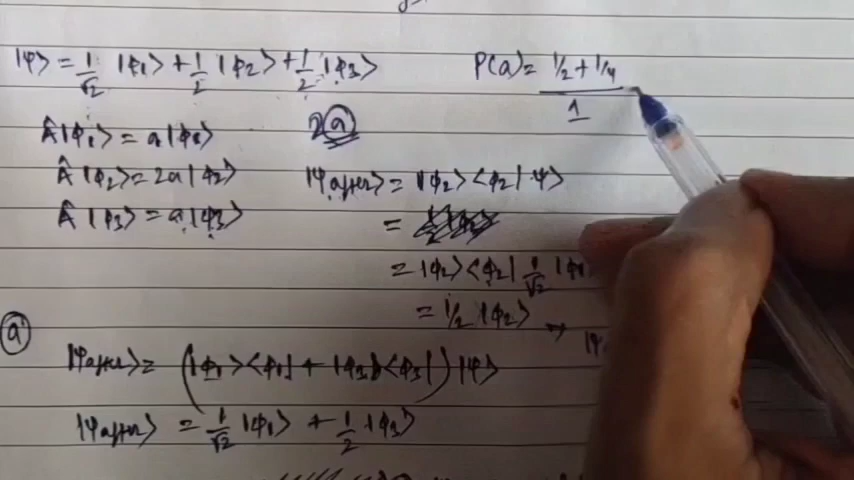 |ψ> = 1/√2 |ϕ1> + 1/2 |ϕ2> + 1/2 |ϕ3>
P(a) = 1/2 + 1/4
1
Â|ϕ1> = a|ϕ1>
2a
Â|ϕ2> = 2a|ϕ2>
|ψafter> = |ϕ2><ϕ2|ψ>
Â|ϕ3> = a|ϕ3>
=
= |ϕ2><ϕ2| 1/√2 |ϕ1
= 1/2 |ϕ2> →
a
|ψafter> = (|ϕ1><ϕ1| + |ϕ3><ϕ3|)|ψ>
|ψafter> = 1/√2 |ϕ1> + 1/2 |ϕ3>